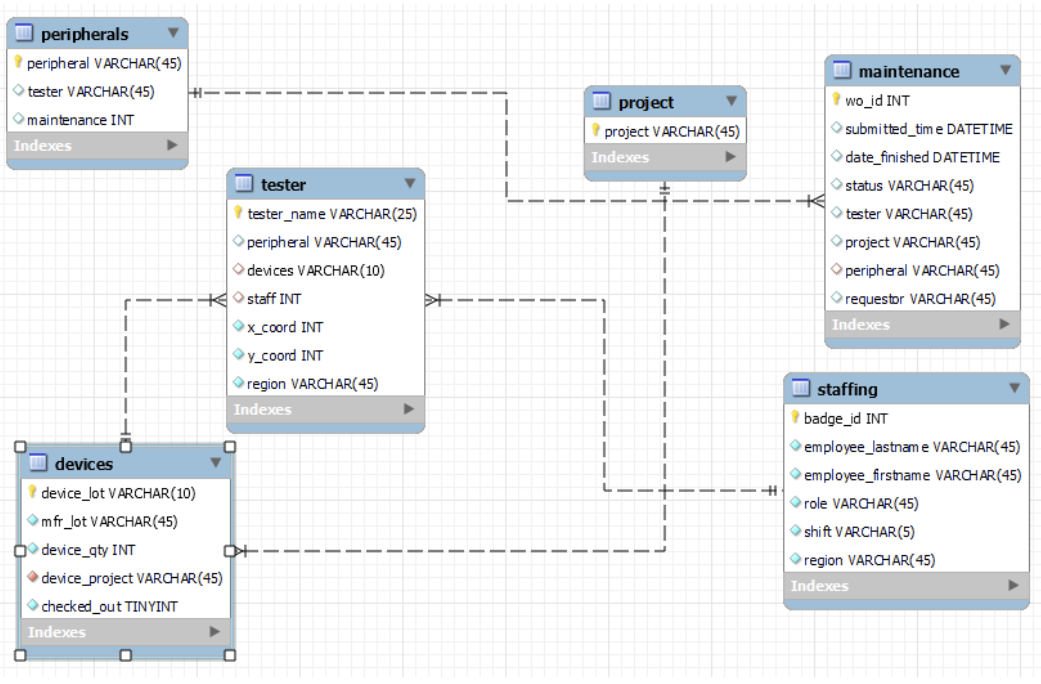 peripherals
peripheral VARCHAR(45)
tester VARCHAR(45)
maintenance INT
Indexes
project
project VARCHAR(45)
Indexes
maintenance
wo_id INT
submitted_time DATETIME
date_finished DATETIME
status VARCHAR(45)
tester VARCHAR(45)
project VARCHAR(45)
peripheral VARCHAR(45)
requestor VARCHAR(45)
Indexes
tester
tester_name VARCHAR(25)
peripheral VARCHAR(45)
devices VARCHAR(10)
staff INT
x_coord INT
y_coord INT
region VARCHAR(45)
Indexes
staffing
badge_id INT
employee_lastname VARCHAR(45)
employee_firstname VARCHAR(45)
role VARCHAR(45)
shift VARCHAR(5)
region VARCHAR(45)
Indexes
devices
device_lot VARCHAR(10)
mfr_lot VARCHAR(45)
device_qty INT
device_project VARCHAR(45)
checked_out TINYINT
Indexes